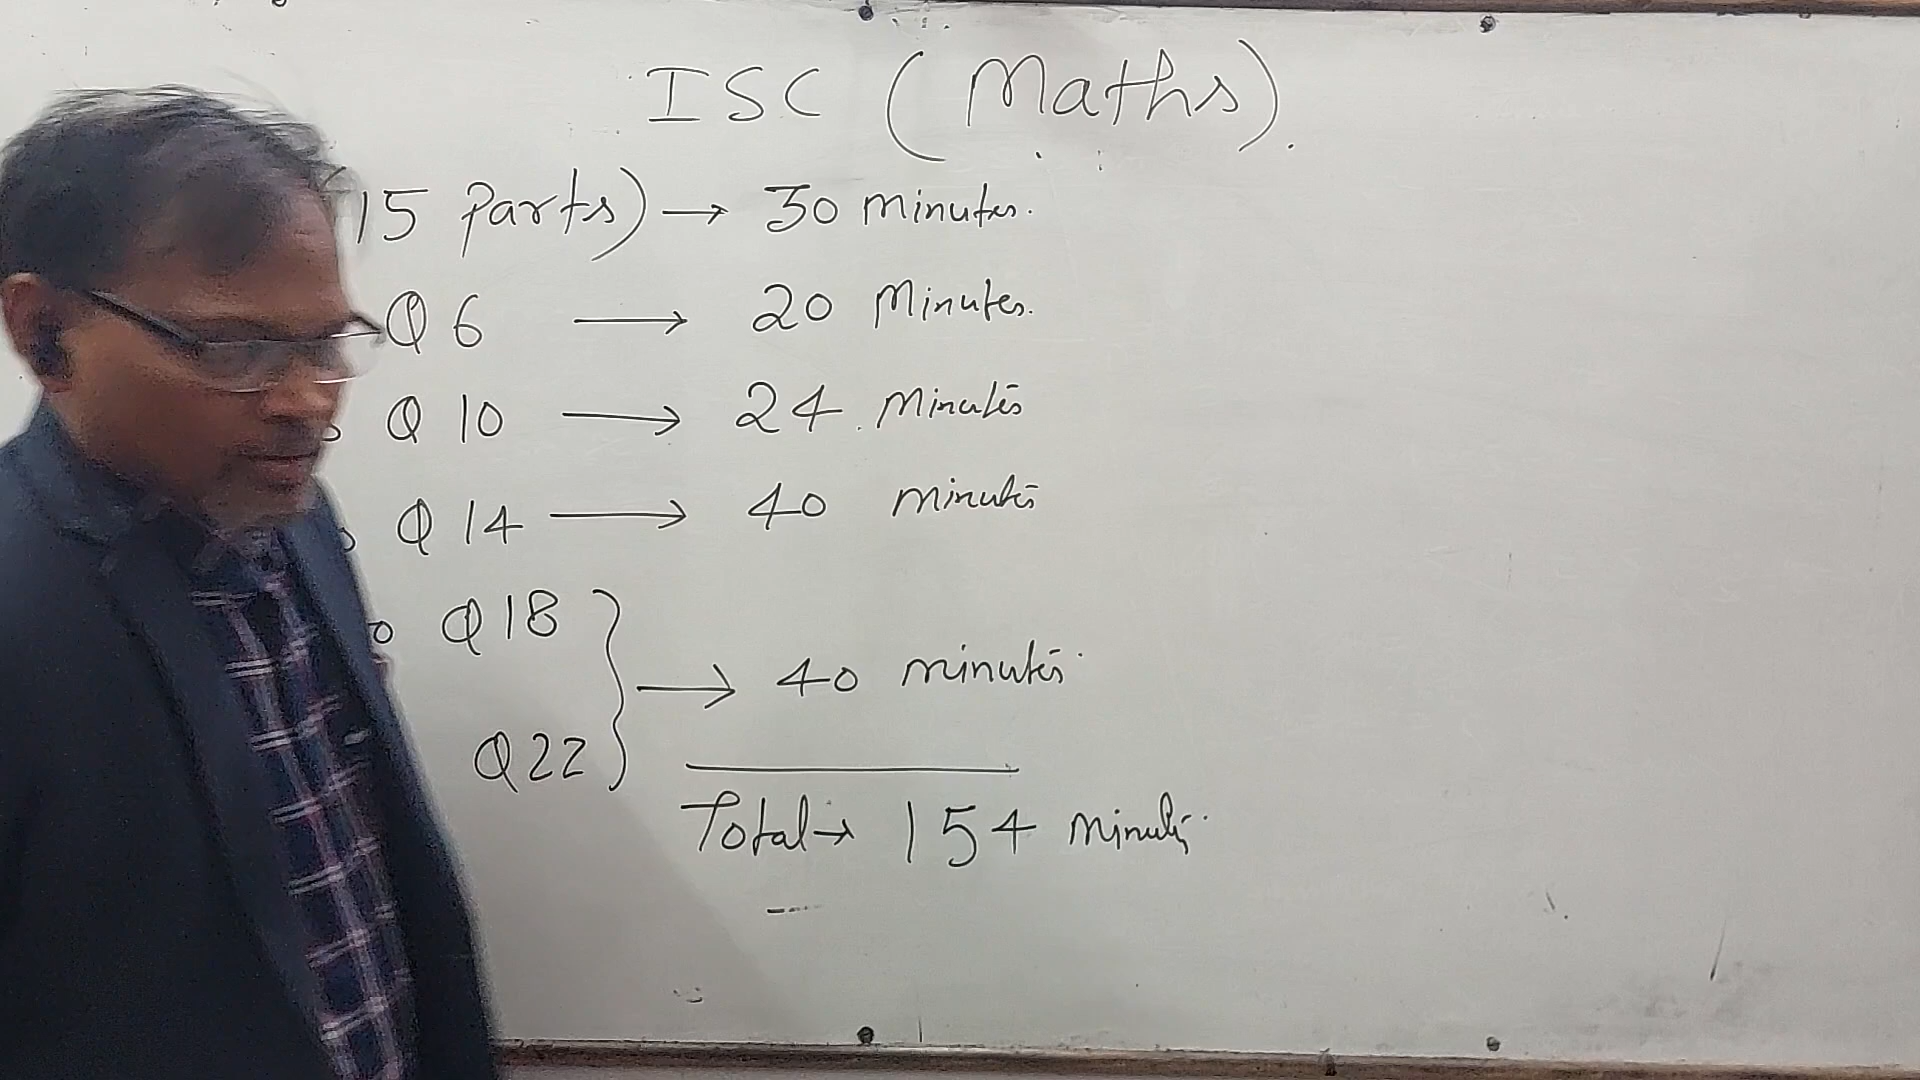 ISC (Maths).
(15 Parts) → 30 minutes.
Q 6 → 20 Minutes.
Q 10 → 24 Minutes
Q 14 → 40 minutes
Q 18
→ 40 minutes
Q 22
Total → 154 minutes